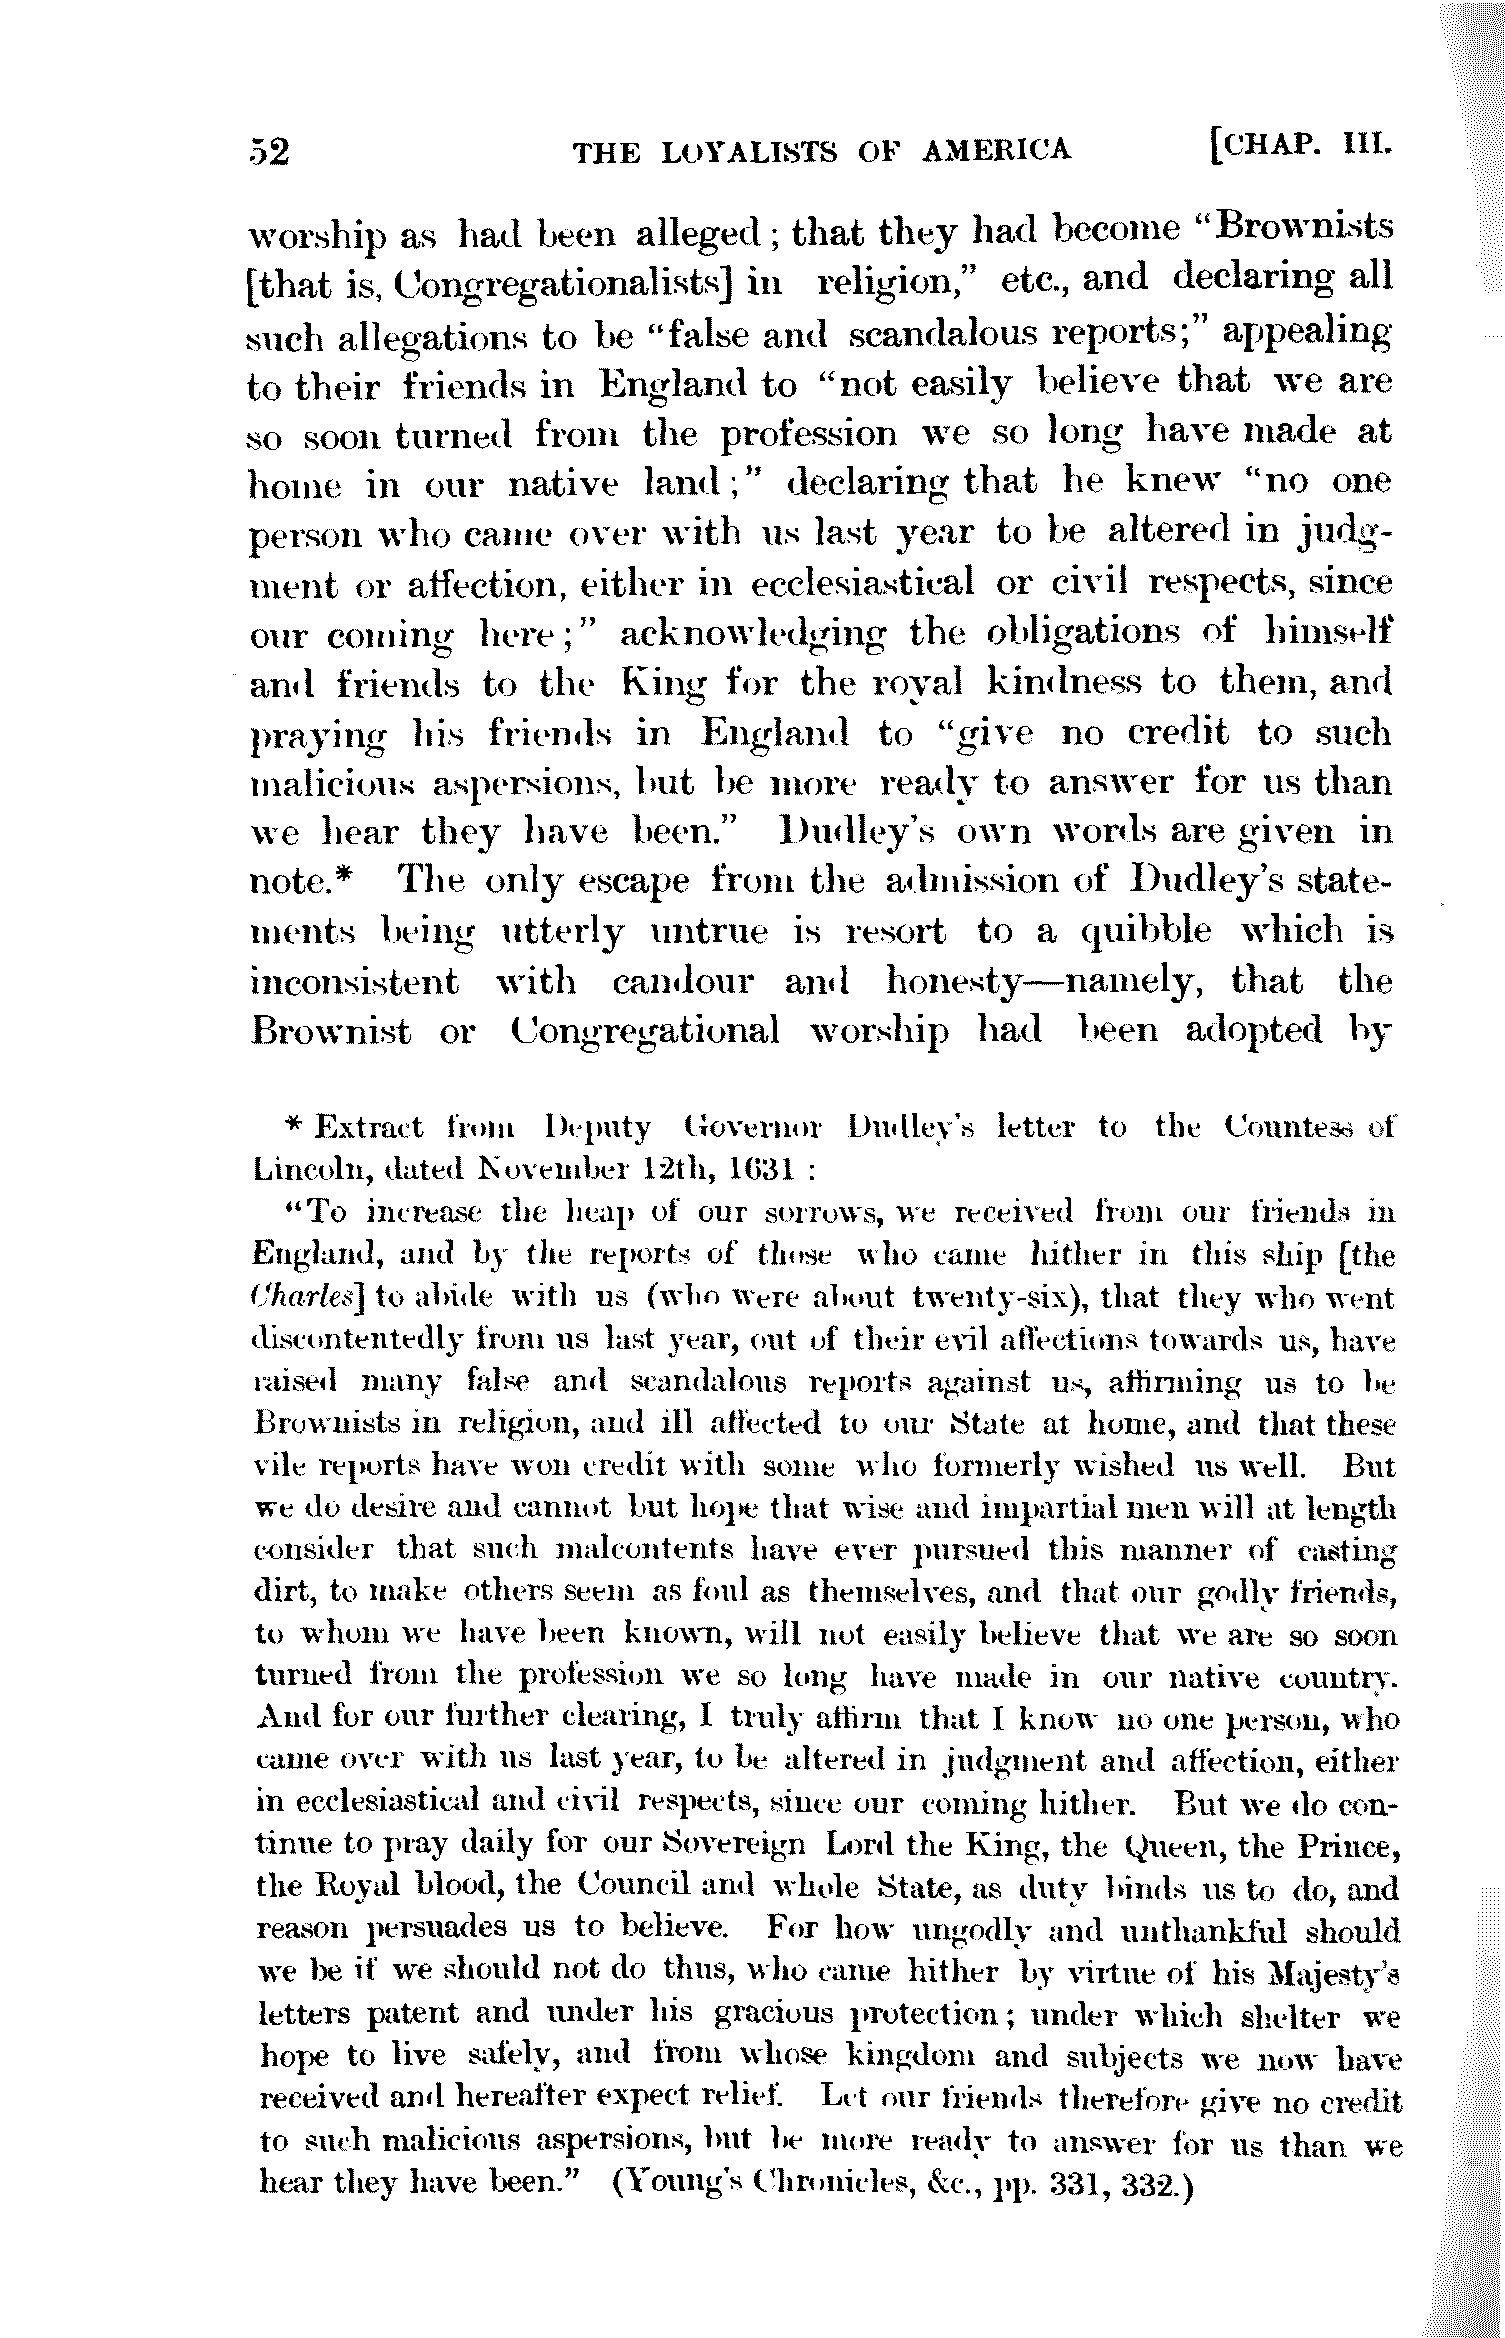 52 THE LOYALISTS OF AMERICA [CHAP. III.
worship as had been alleged; that they had become "Brownists
[that is, Congregationalists] in religion," etc., and declaring all
such allegations to be "false and scandalous reports;" appealing
to their friends in England to "not easily believe that we are
so soon turned from the profession we so long have made at
home in our native land;" declaring that he knew "no one
person who came over with us last year to be altered in judg-
ment or affection, either in ecclesiastical or civil respects, since
our coming here;" acknowledging the obligations of himself
and friends to the King for the royal kindness to them, and
praying his friends in England to "give no credit to such
malicious aspersions, but be more ready to answer for us than
we hear they have been." Dudley's own words are given in
note.* The only escape from the admission of Dudley's state-
ments being utterly untrue is resort to a quibble which is
inconsistent with candour and honesty—namely, that the
Brownist or Congregational worship had been adopted by
* Extract from Deputy Governor Dudley's letter to the Countess of
Lincoln, dated November 12th, 1631 :
"To increase the heap of our sorrows, we received from our friends in
England, and by the reports of those who came hither in this ship [the
Charles] to abide with us (who were about twenty-six), that they who went
discontentedly from us last year, out of their evil affections towards us, have
raised many false and scandalous reports against us, affirming us to be
Brownists in religion, and ill affected to our State at home, and that these
vile reports have won credit with some who formerly wished us well. But
we do desire and cannot but hope that wise and impartial men will at length
consider that such malcontents have ever pursued this manner of casting
dirt, to make others seem as foul as themselves, and that our godly friends,
to whom we have been known, will not easily believe that we are so soon
turned from the profession we so long have made in our native country.
And for our further clearing, I truly affirm that I know no one person, who
came over with us last year, to be altered in judgment and affection, either
in ecclesiastical and civil respects, since our coming hither. But we do con-
tinue to pray daily for our Sovereign Lord the King, the Queen, the Prince,
the Royal blood, the Council and whole State, as duty binds us to do, and
reason persuades us to believe. For how ungodly and unthankful should
we be if we should not do thus, who came hither by virtue of his Majesty's
letters patent and under his gracious protection; under which shelter we
hope to live safely, and from whose kingdom and subjects we now have
received and hereafter expect relief. Let our friends therefore give no credit
to such malicious aspersions, but be more ready to answer for us than we
hear they have been." (Young's Chronicles, &c., pp. 331, 332.)